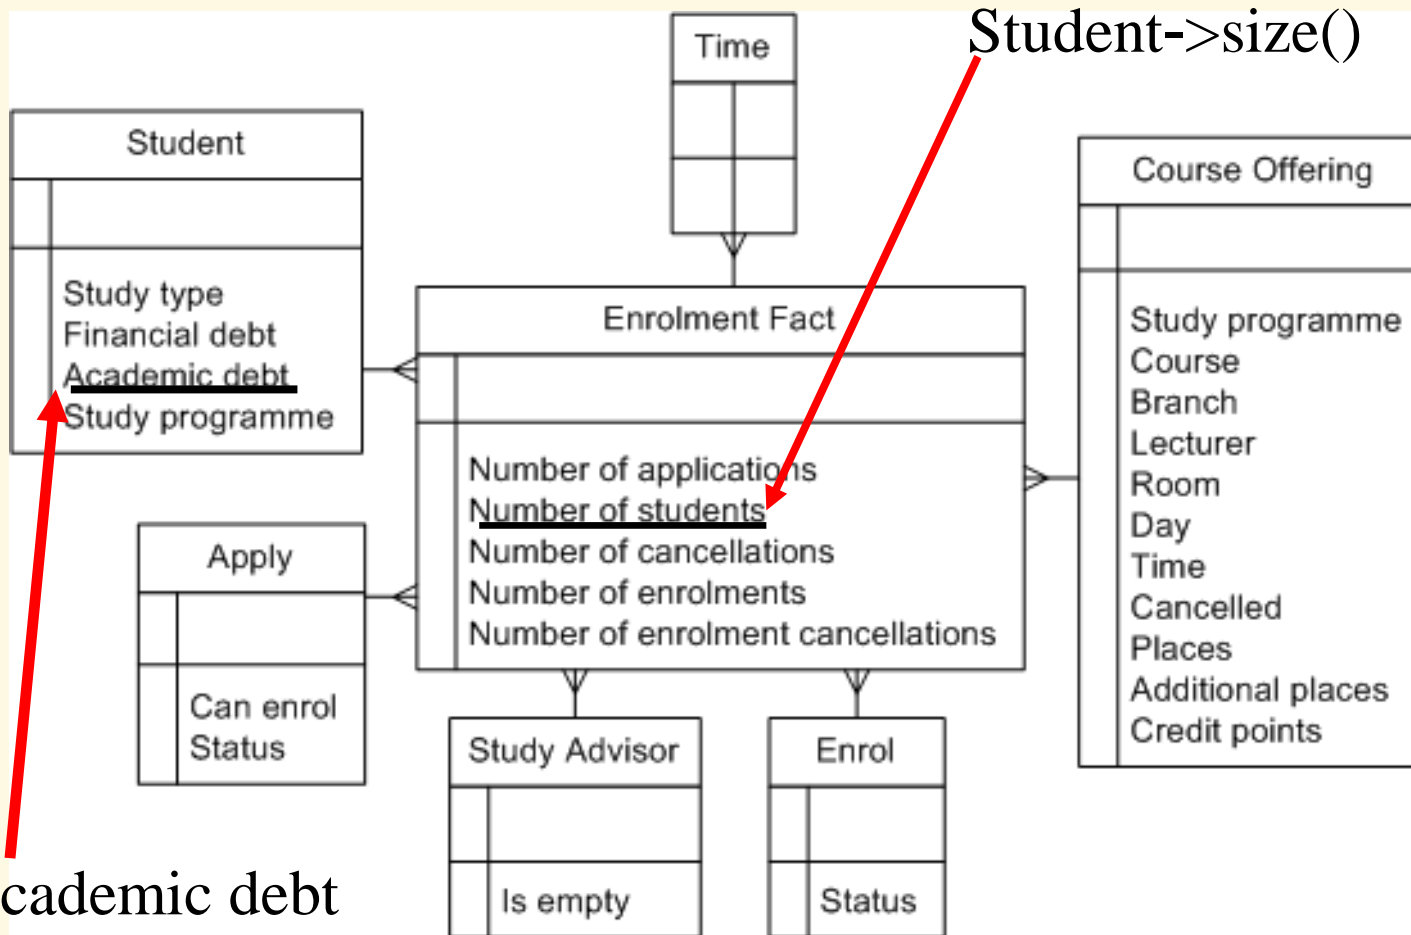 Student->size()
Time
Student
Study type
Financial debt
Academic debt
Study programme
Course Offering
Study programme
Course
Branch
Lecturer
Room
Day
Time
Cancelled
Places
Additional places
Credit points
Enrolment Fact
Number of applications
Number of students
Number of cancellations
Number of enrolments
Number of enrolment cancellations
Apply
Can enrol
Status
Study Advisor
Is empty
Enrol
Status
cademic debt